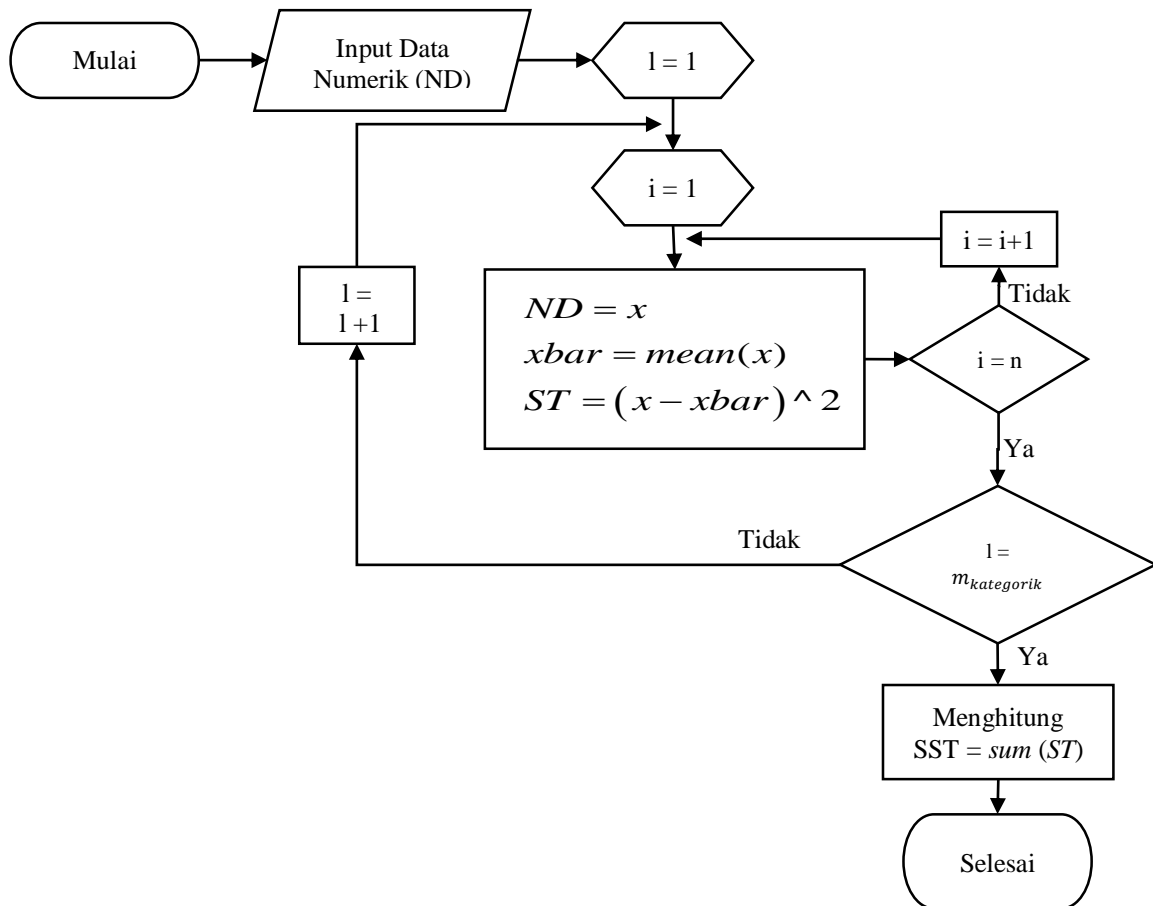 Mulai
Input Data
Numerik (ND)
l = 1
i = 1
i = i+1
Tidak
l =
l +1
ND = x
xbar = mean(x)
ST = (x − xbar) ^ 2
i = n
Ya
Tidak
l =
m_kategorik
Ya
Menghitung
SST = sum (ST)
Selesai